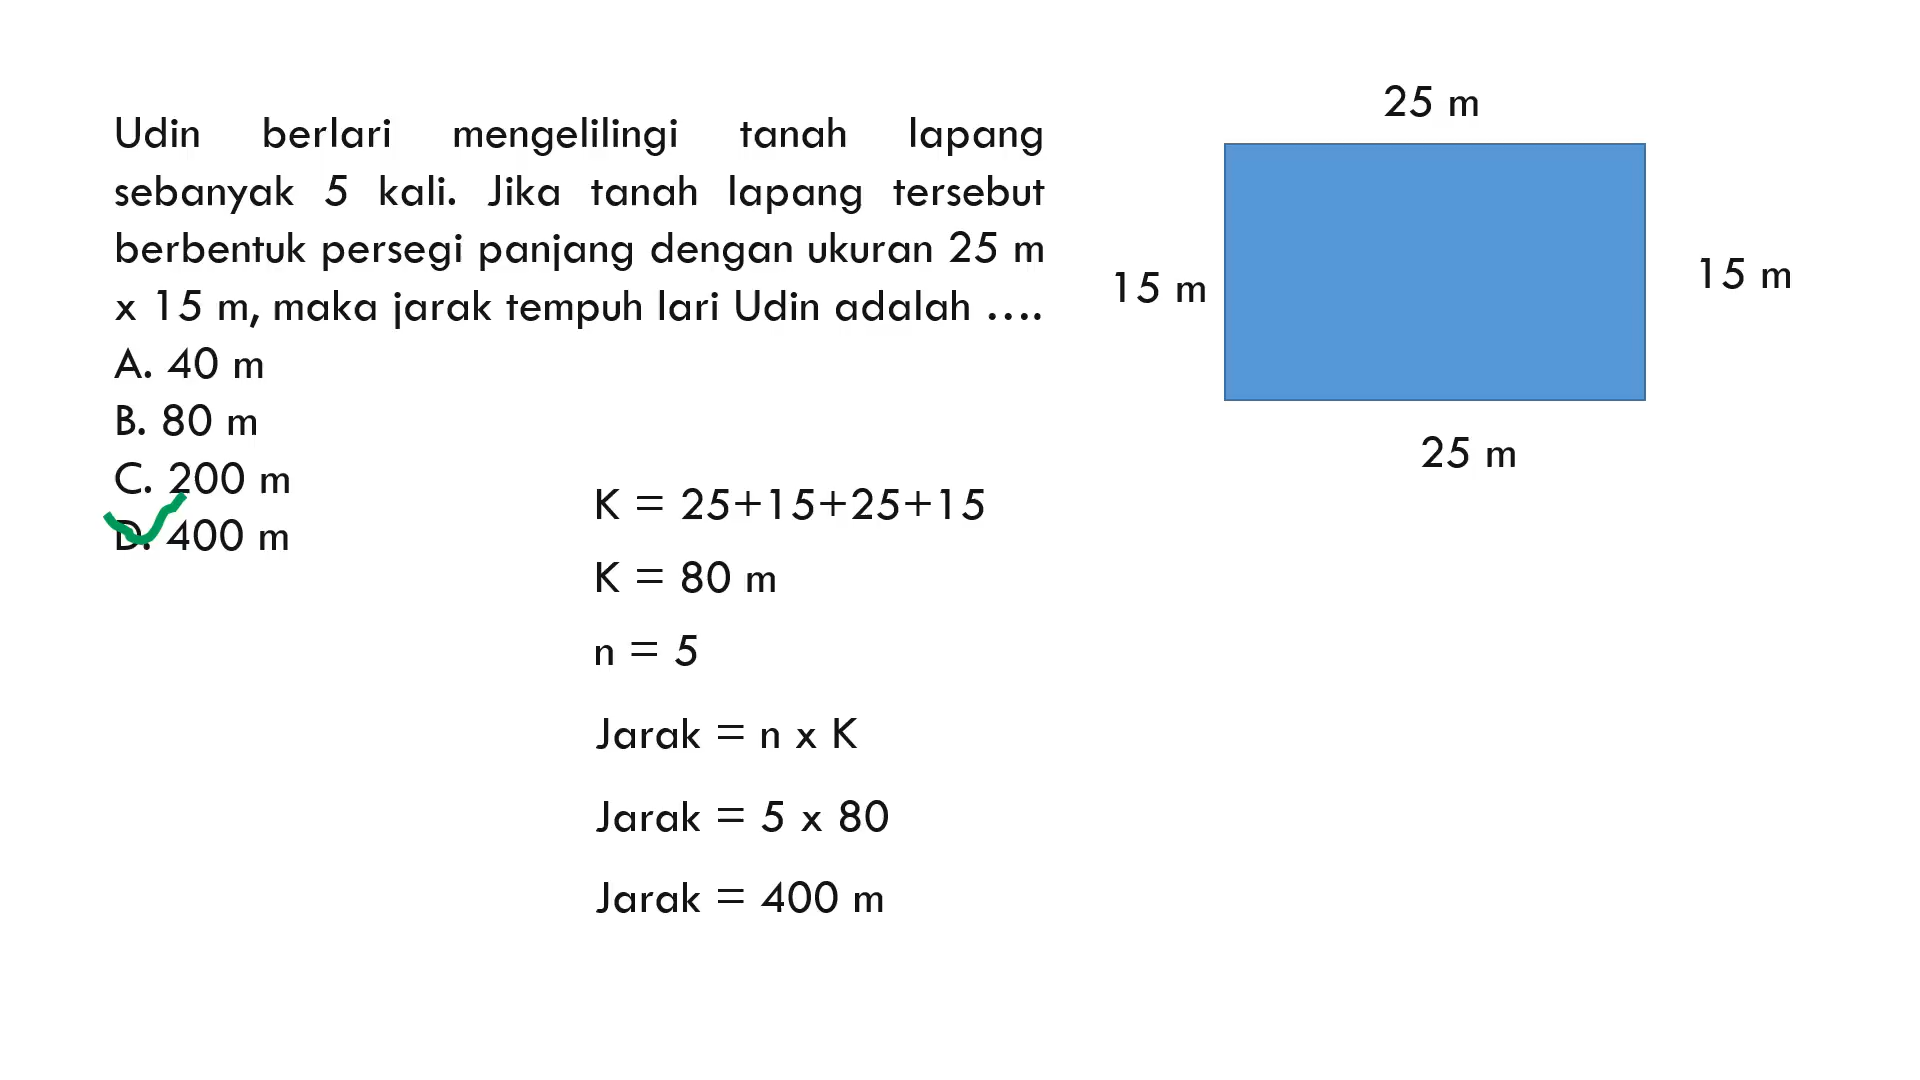 Udin berlari mengelilingi tanah lapang
sebanyak 5 kali. Jika tanah lapang tersebut
berbentuk persegi panjang dengan ukuran 25 m
x 15 m, maka jarak tempuh lari Udin adalah ....
A. 40 m
B. 80 m
C. 200 m
D. 400 m
25 m
15 m
15 m
25 m
K = 25+15+25+15
K = 80 m
n = 5
Jarak = n x K
Jarak = 5 x 80
Jarak = 400 m